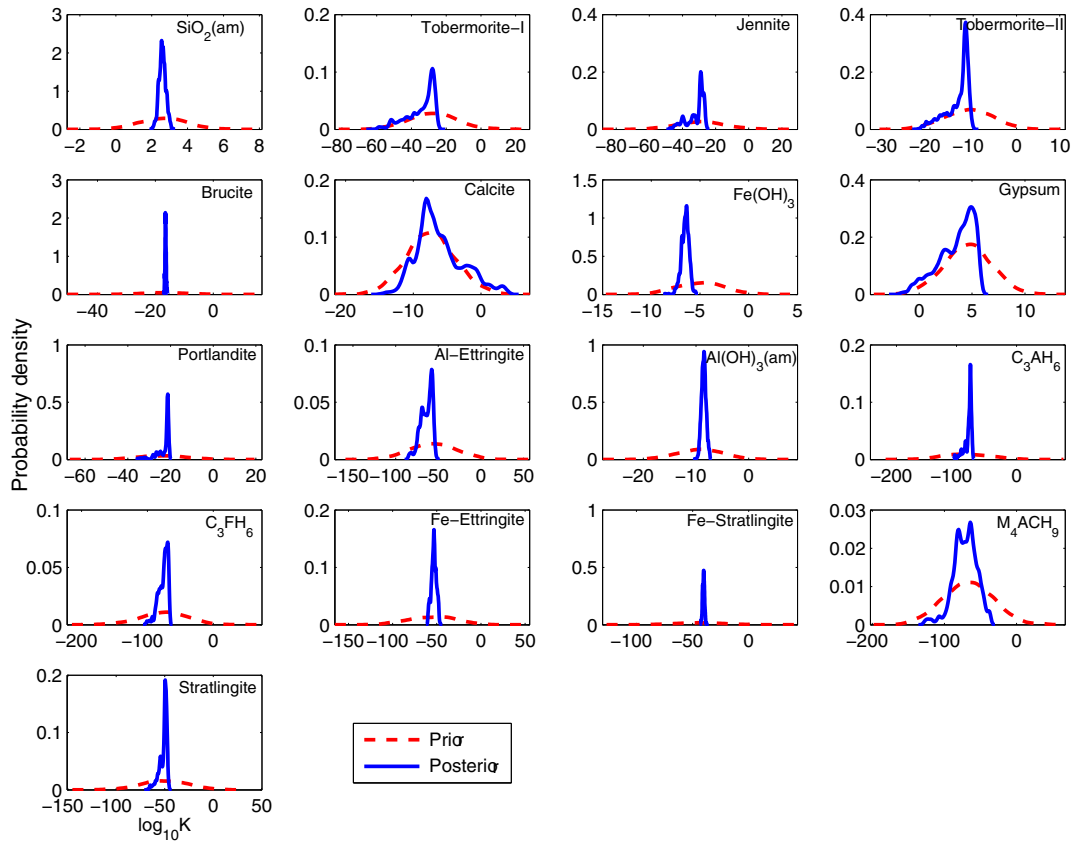 SiO2(am)
3
2
1
0
−2 0 2 4 6 8
Tobermorite−I
0.2
0.1
0
−80 −60 −40 −20 0 20
Jennite
0.4
0.2
0
−80 −60 −40 −20 0 20
Tobermorite−II
0.4
0.2
0
−30 −20 −10 0 10
Brucite
3
2
1
0
−40 −20 0
Calcite
0.2
0.1
0
−20 −10 0 10
Fe(OH)3
1.5
1
0.5
0
−15 −10 −5 0 5
Gypsum
0.4
0.2
0
0 5 10
Probability density
Portlandite
1
0.5
0
−60 −40 −20 0 20
Al−Ettringite
0.1
0.05
0
−150 −100 −50 0 50
Al(OH)3(am)
1
0.5
0
−30 −20 −10 0 10
C3AH6
0.2
0.1
0
−200 −100 0
C3FH6
0.1
0.05
0
−200 −100 0
Fe−Ettringite
0.2
0.1
0
−150 −100 −50 0 50
Fe−Stratlingite
1
0.5
0
−100 −50 0
M4ACH9
0.03
0.02
0.01
0
−200 −100 0
Stratlingite
0.2
0.1
0
−150 −100 −50 0 50
log10K
Prior
Posterior